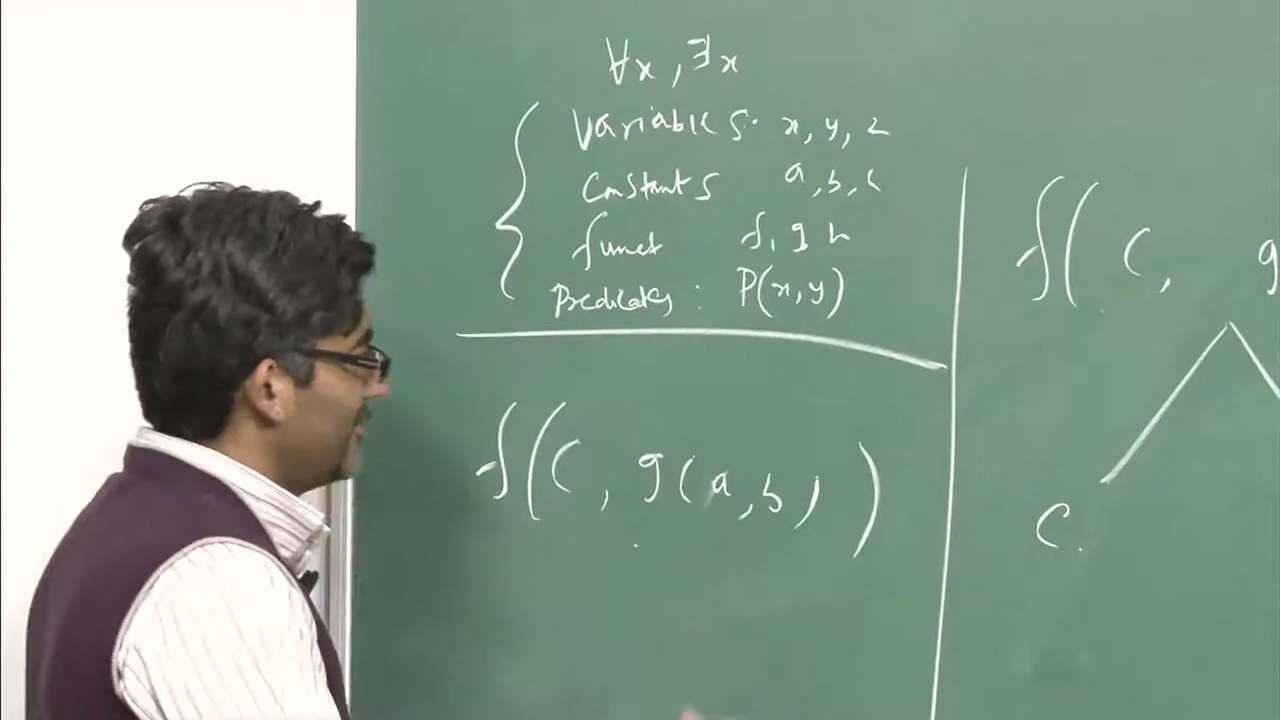 ∀x, ∃x
Variables: x, y, z
Constants a, b, c
funct f, g h
Predicates: P(x, y)
f(c, g(a, b))
f( c, g
c.